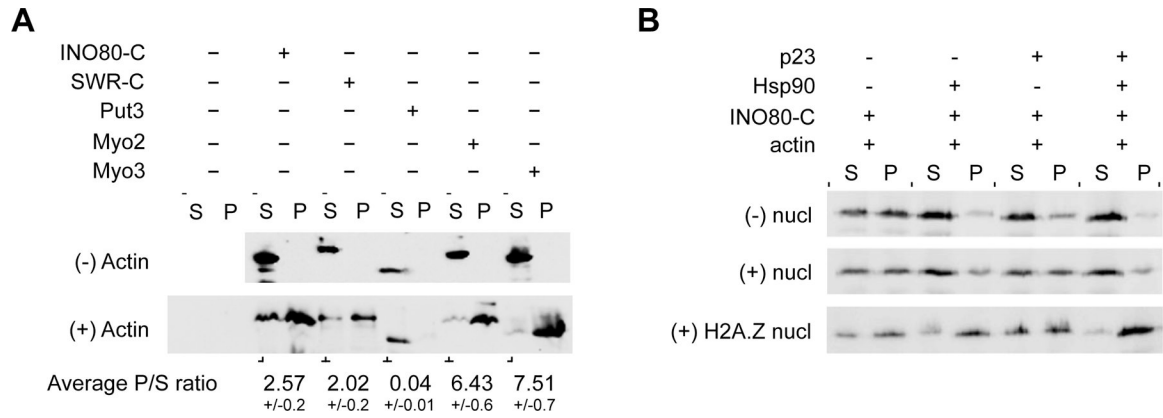 A
INO80-C – + – – – –
SWR-C – – + – – –
Put3 – – – + – –
Myo2 – – – – + –
Myo3 – – – – – +
S P S P S P S P S P S P
(-) Actin
(+) Actin
Average P/S ratio 2.57 2.02 0.04 6.43 7.51
+/-0.2 +/-0.2 +/-0.01 +/-0.6 +/-0.7
B
p23 - - + +
Hsp90 - + - +
INO80-C + + + +
actin + + + +
S P S P S P S P
(-) nucl
(+) nucl
(+) H2A.Z nucl